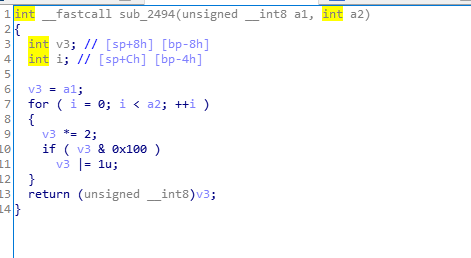 1 int __fastcall sub_2494(unsigned __int8 a1, int a2)
2 {
3 int v3; // [sp+8h] [bp-8h]
4 int i; // [sp+Ch] [bp-4h]
5
6 v3 = a1;
7 for ( i = 0; i < a2; ++i )
8 {
9 v3 *= 2;
10 if ( v3 & 0x100 )
11 v3 |= 1u;
12 }
13 return (unsigned __int8)v3;
14 }